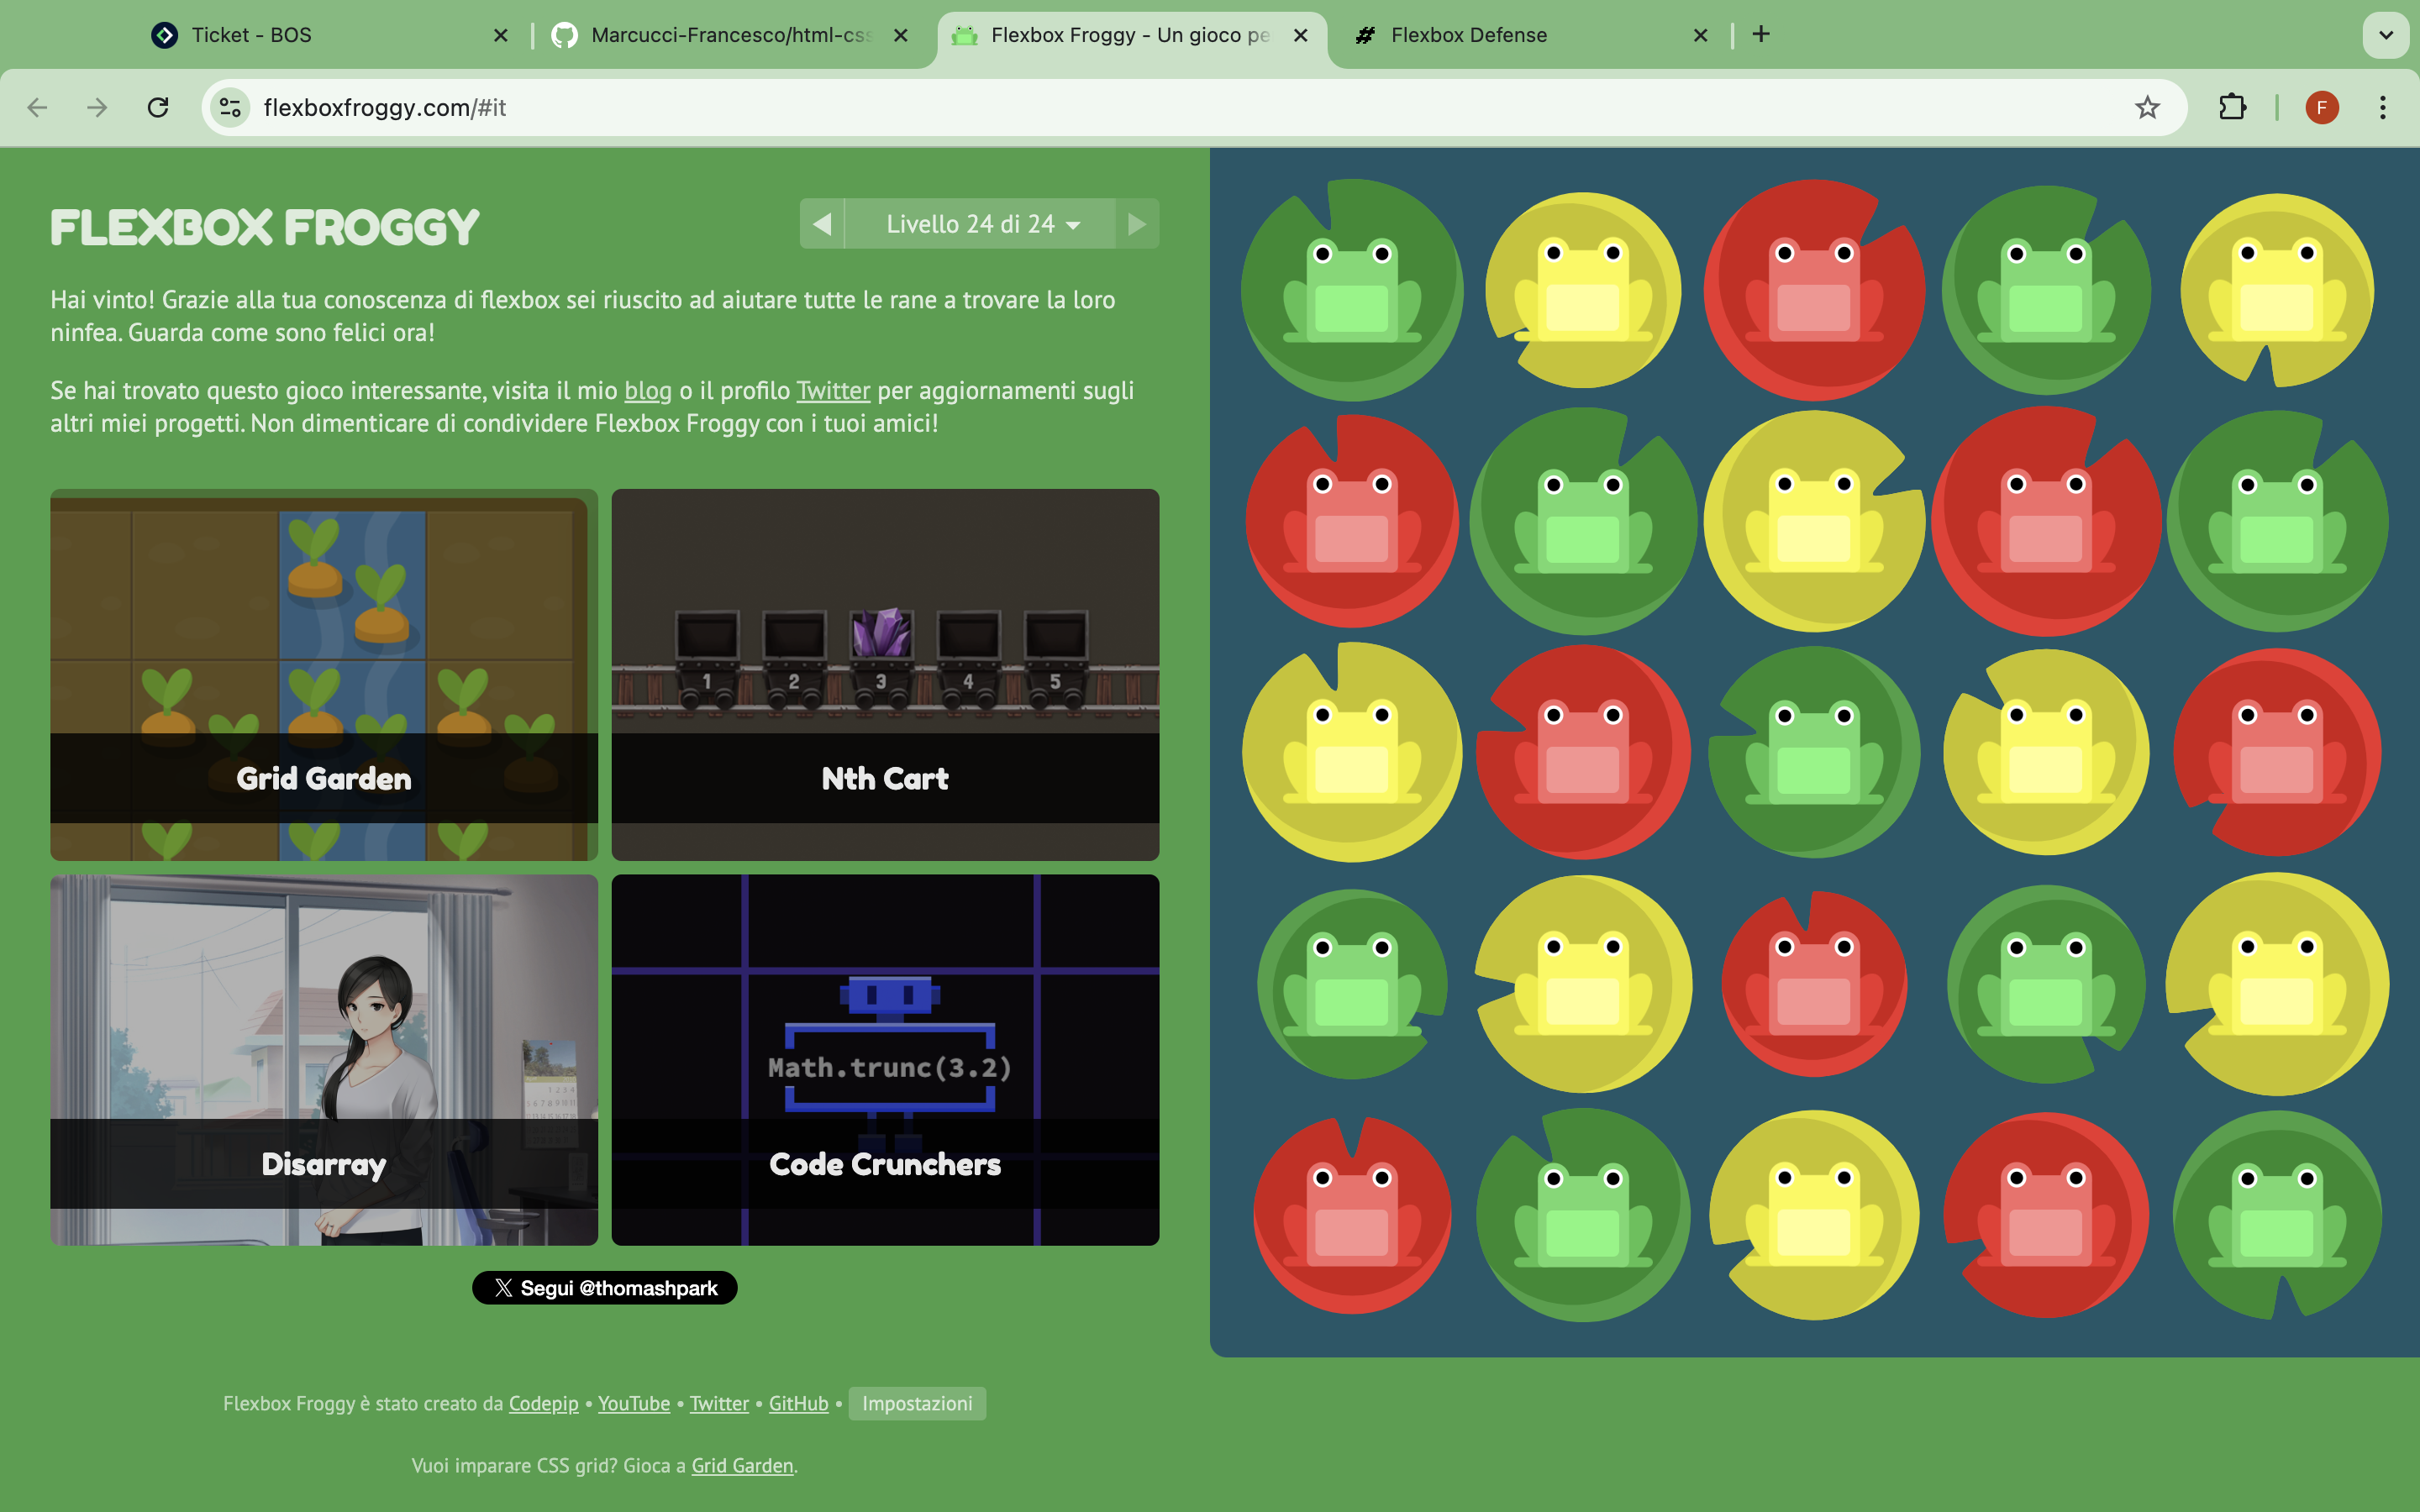 Ticket - BOS
Marcucci-Francesco/html-css
Flexbox Froggy - Un gioco pe
Flexbox Defense
flexboxfroggy.com/#it
F
FLEXBOX FROGGY
Livello 24 di 24
Hai vinto! Grazie alla tua conoscenza di flexbox sei riuscito ad aiutare tutte le rane a trovare la loro
ninfea. Guarda come sono felici ora!
Se hai trovato questo gioco interessante, visita il mio blog o il profilo Twitter per aggiornamenti sugli
altri miei progetti. Non dimenticare di condividere Flexbox Froggy con i tuoi amici!
1 2 3 4 5
Grid Garden
Nth Cart
Math.trunc(3.2)
Disarray
Code Crunchers
Segui @thomashpark
Flexbox Froggy è stato creato da Codepip • YouTube • Twitter • GitHub • Impostazioni
Vuoi imparare CSS grid? Gioca a Grid Garden.